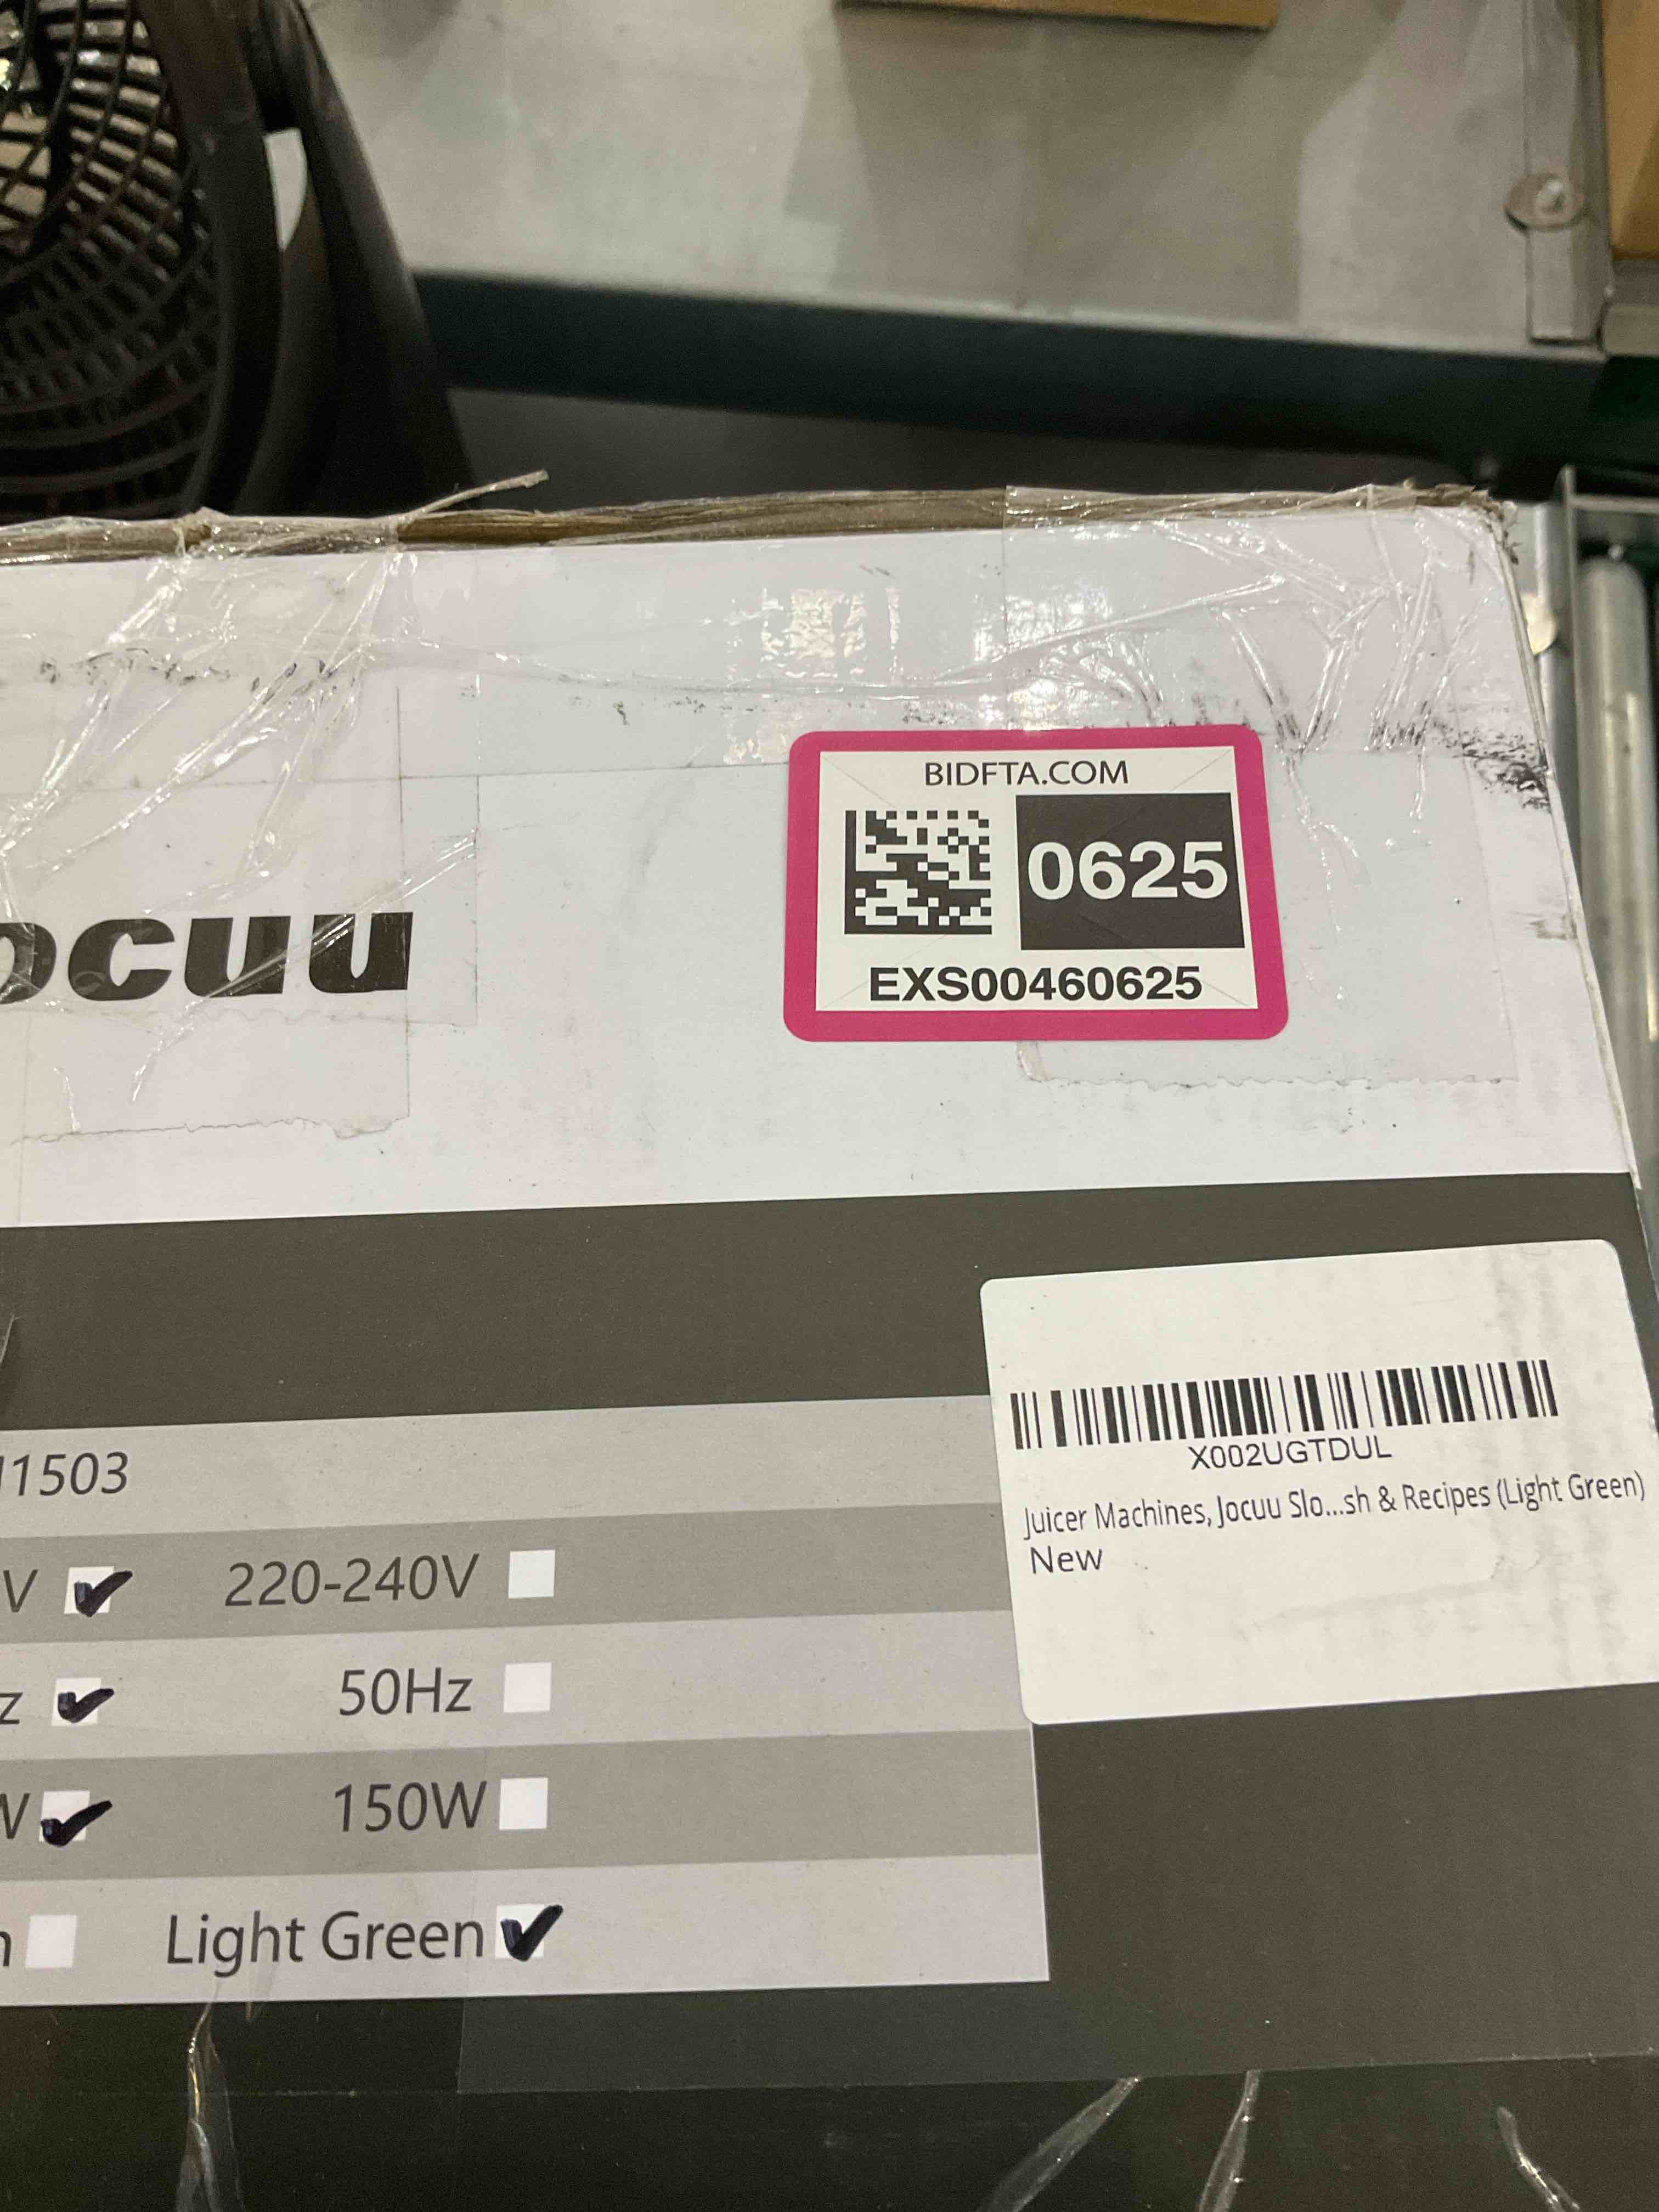 BIDFTA.COM
0625
EXS00460625
ocuu
X002UGTDUL
Juicer Machines, Jocuu Slo...sh & Recipes (Light Green)
New
1503
V 220-240V
z 50Hz
W 150W
n Light Green